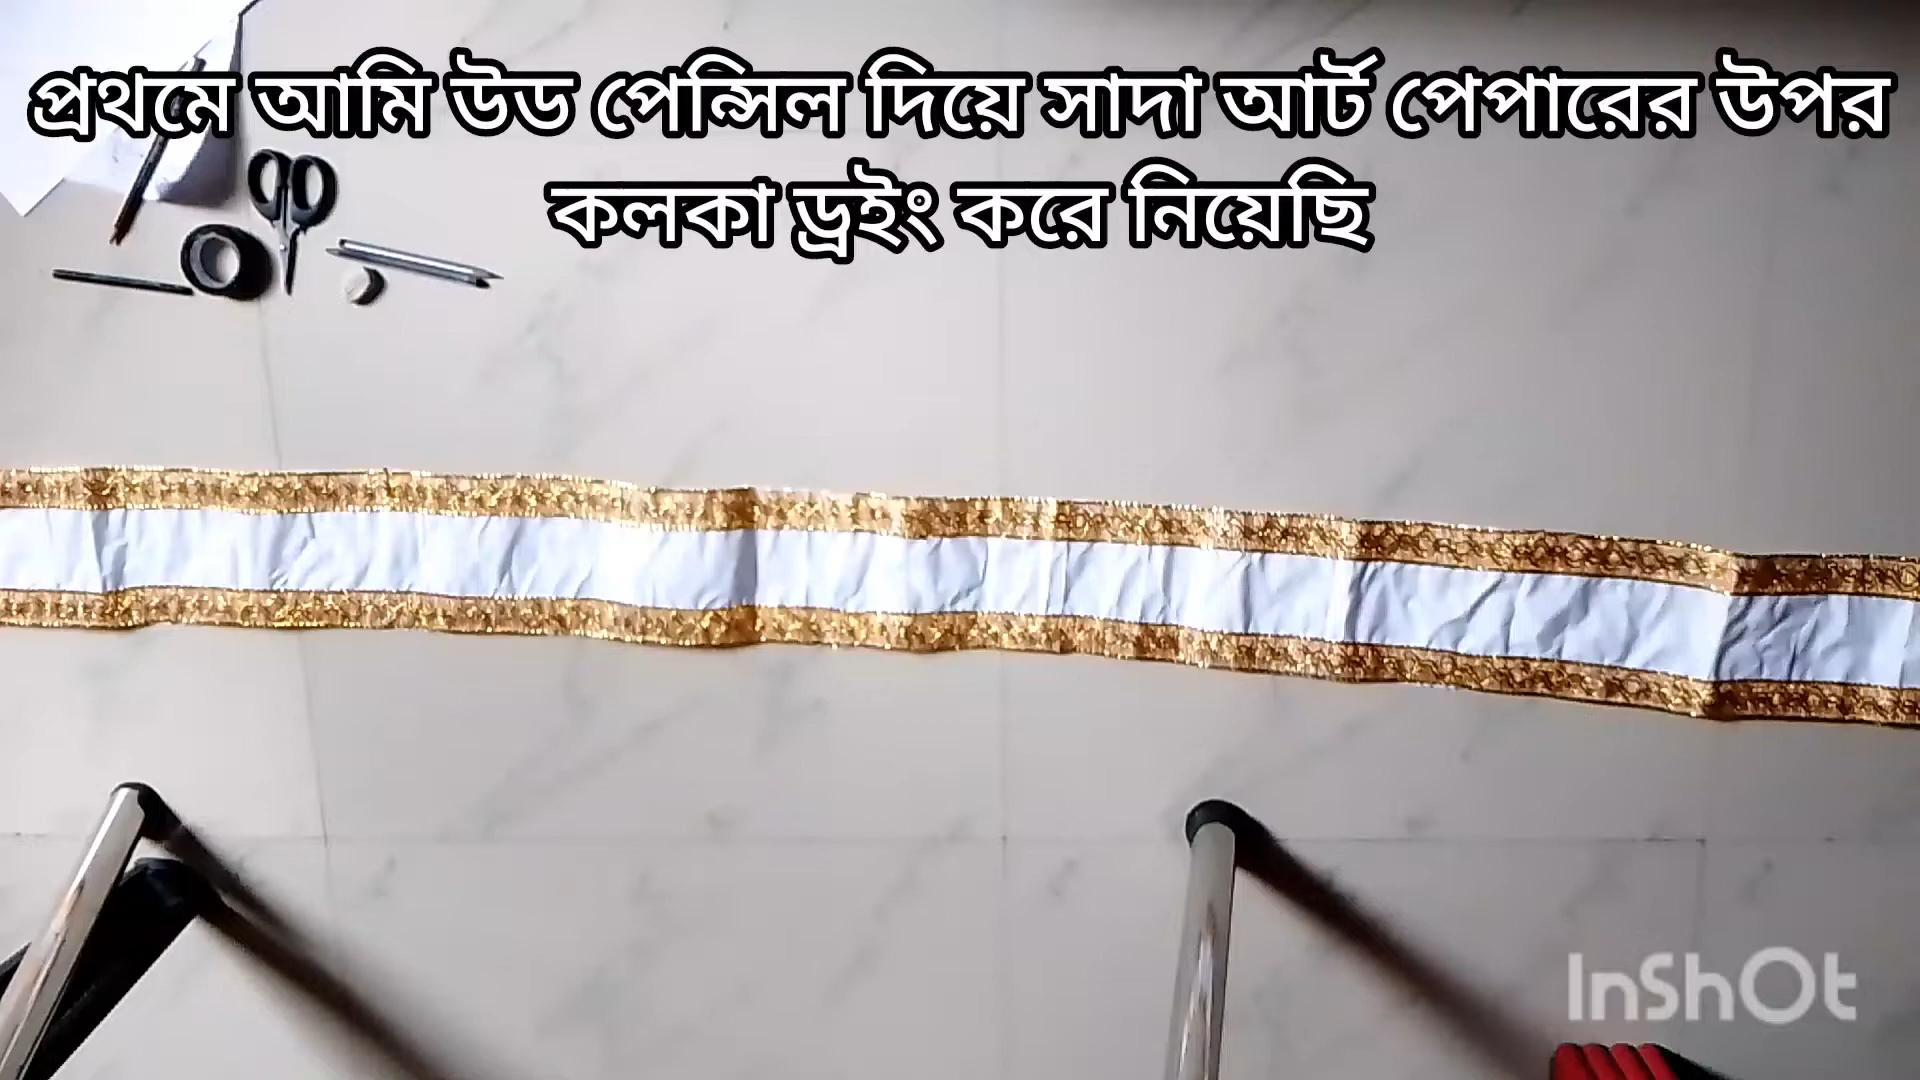 প্রথমে আমি উড পেন্সিল দিয়ে সাদা আর্ট পেপারের উপর
কলকা ড্রইং করে নিয়েছি
InShOt